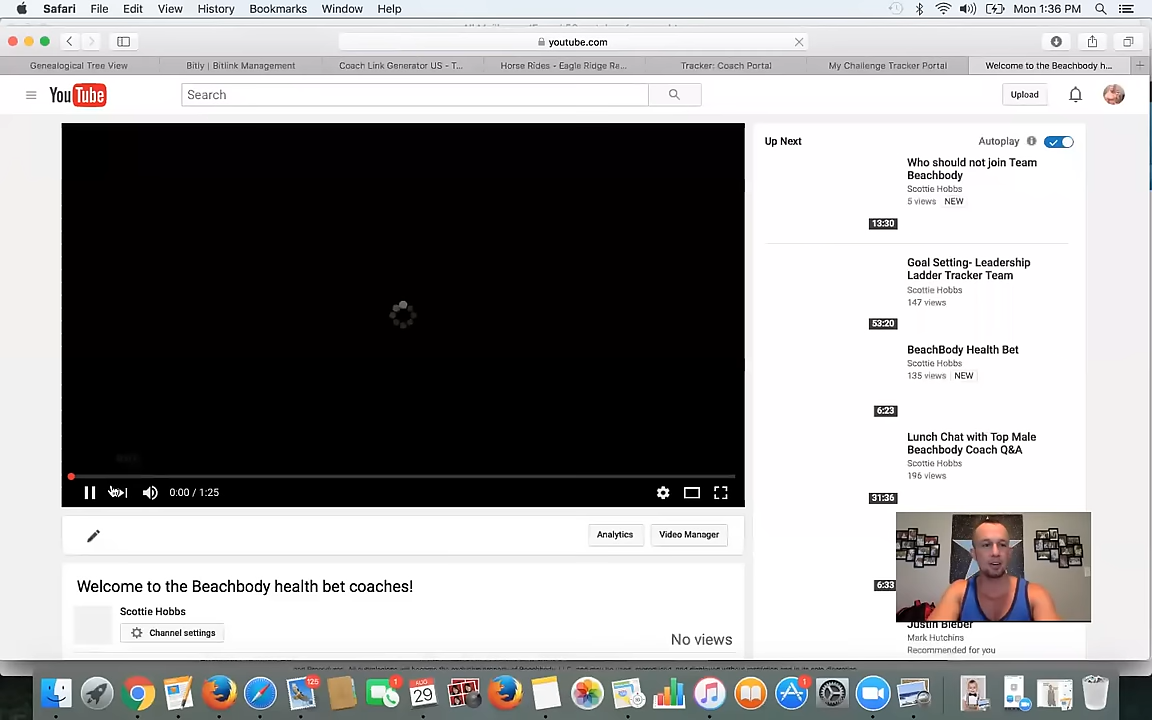 Safari File Edit View History Bookmarks Window Help Mon 1:36 PM
youtube.com
Genealogical Tree View Bitly | Bitlink Management Coach Link Generator US - T... Horse Rides - Eagle Ridge Ra... Tracker: Coach Portal My Challenge Tracker Portal Welcome to the Beachbody h...
YouTube Search Upload
Up Next Autoplay
Who should not join Team
Beachbody
Scottie Hobbs
5 views NEW
13:30
Goal Setting- Leadership
Ladder Tracker Team
Scottie Hobbs
147 views
53:20
BeachBody Health Bet
Scottie Hobbs
135 views NEW
6:23
Lunch Chat with Top Male
Beachbody Coach Q&A
Scottie Hobbs
196 views
31:36
6:33
Justin Bieber
Mark Hutchins
Recommended for you
0:00 / 1:25
Analytics Video Manager
Welcome to the Beachbody health bet coaches!
Scottie Hobbs
Channel settings
No views
125 1 AUG 29 1